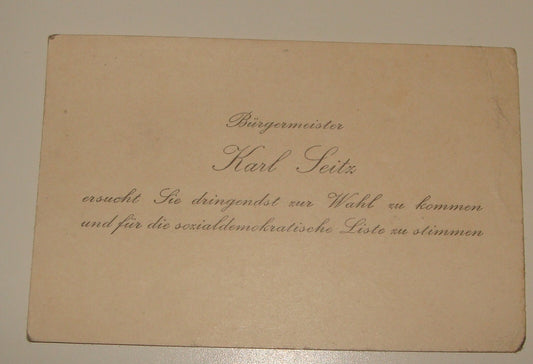 Bürgermeister
Karl Seitz
ersucht Sie dringendst zur Wahl zu kommen
und für die sozialdemokratische Liste zu stimmen